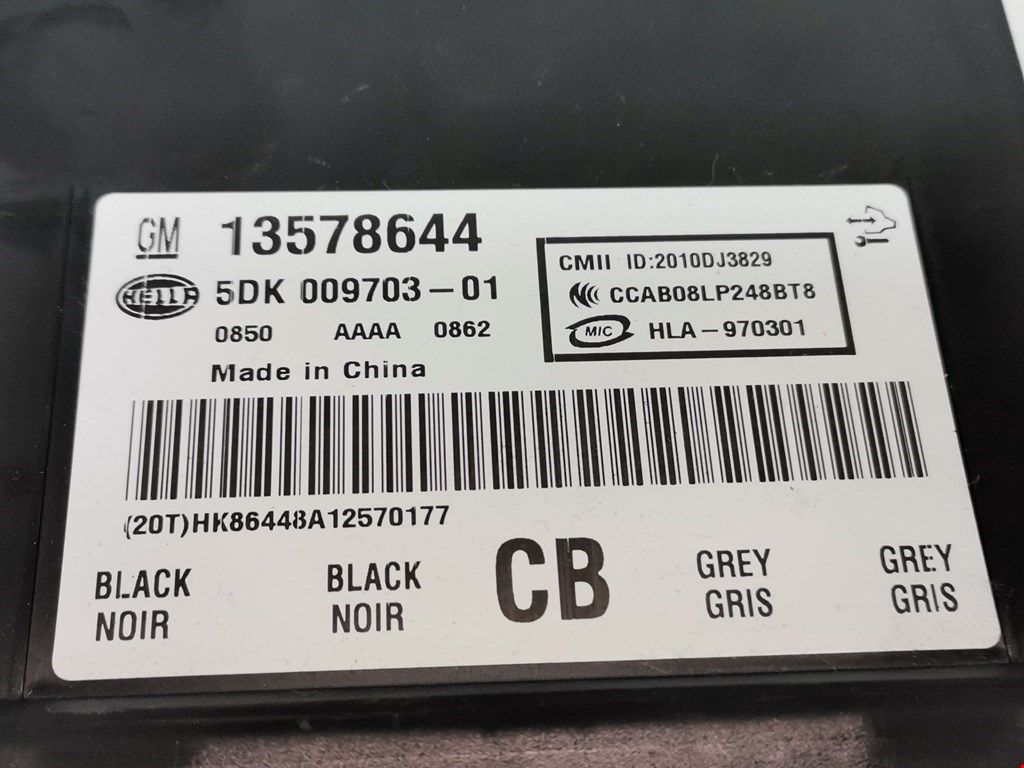 GM 13578644
HELLA 5DK 009703-01
0850 AAAA 0862
Made in China
CMII ID:2010DJ3829
CCAB08LP248BT8
MIC HLA-970301
(20T)HK86448A12570177
BLACK BLACK CB GREY GREY
NOIR NOIR GRIS GRIS